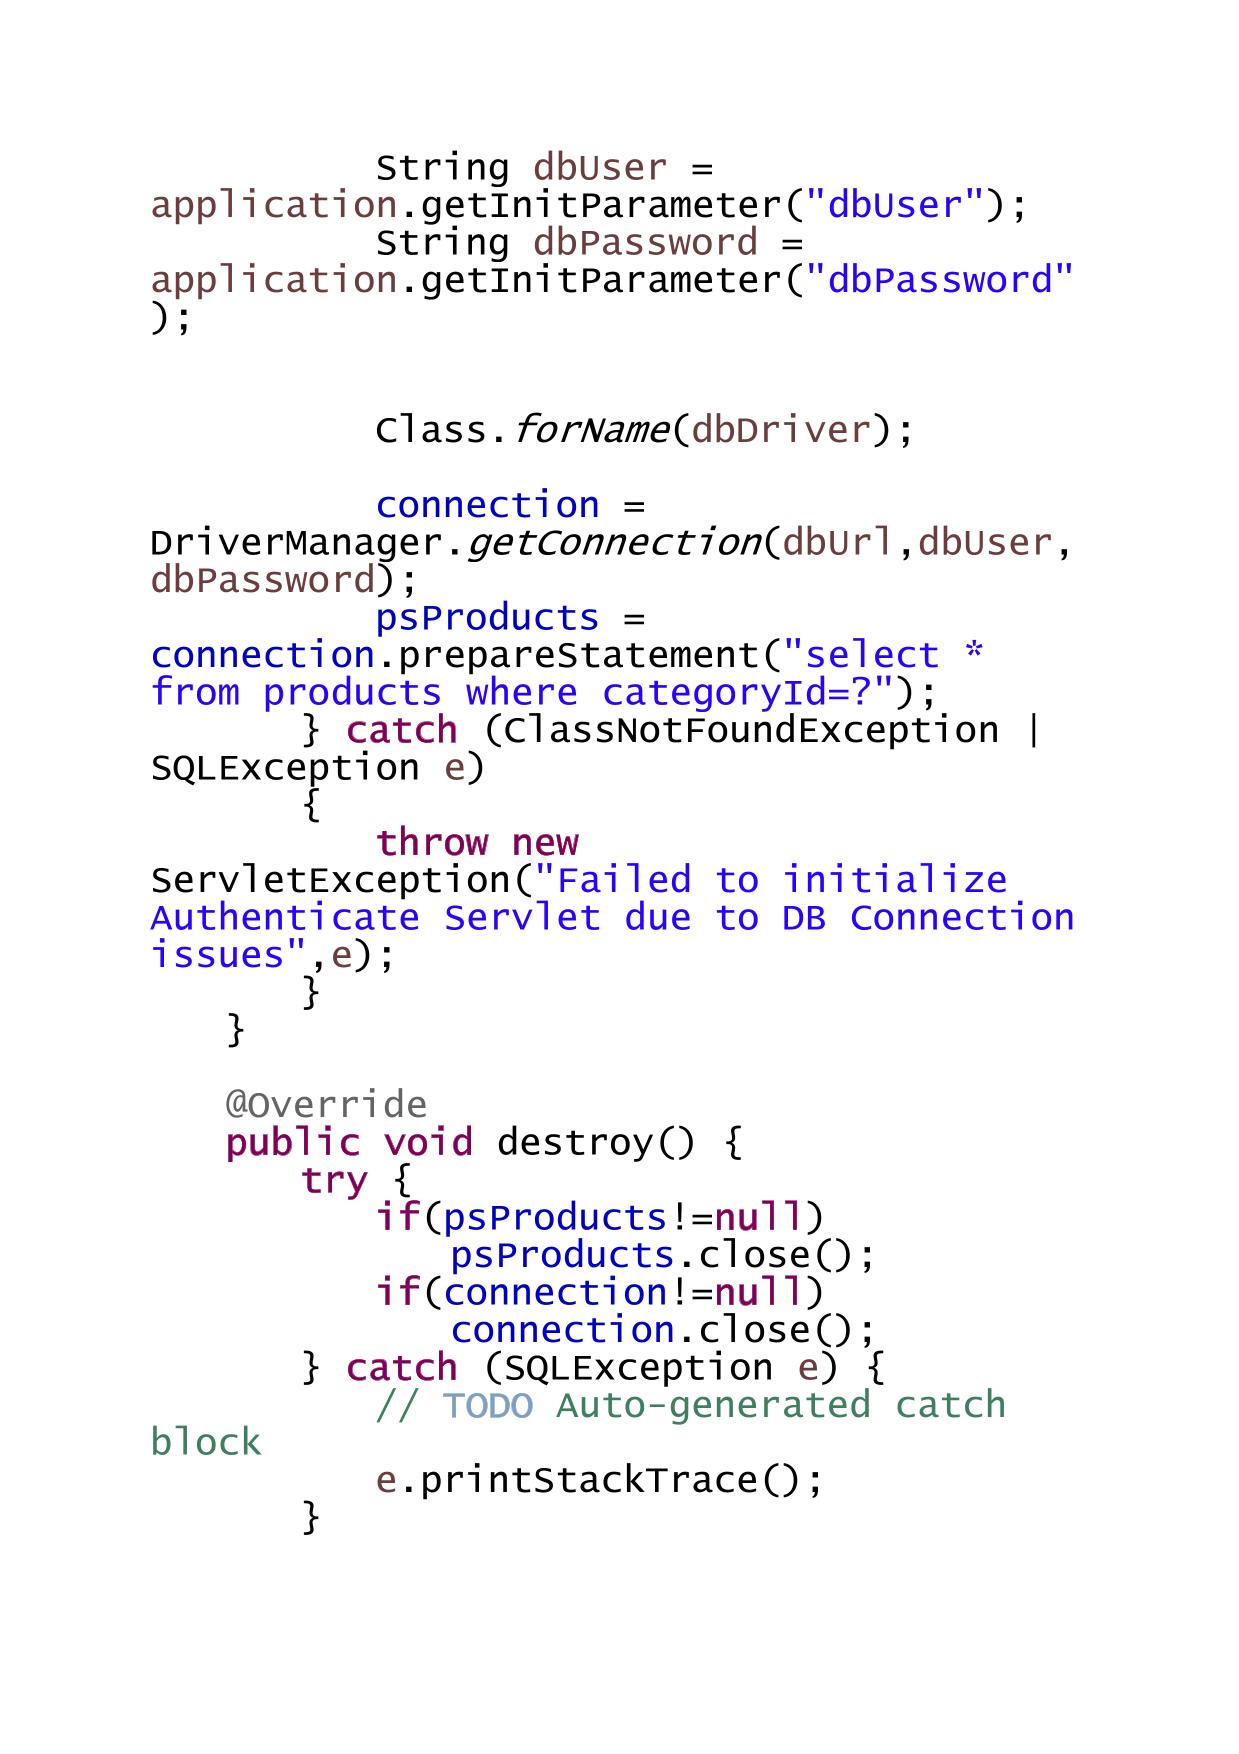 String dbUser =
application.getInitParameter("dbUser");
String dbPassword =
application.getInitParameter("dbPassword"
);
Class.forName(dbDriver);
connection =
DriverManager.getConnection(dbUrl,dbUser,
dbPassword);
psProducts =
connection.prepareStatement("select *
from products where categoryId=?");
} catch (ClassNotFoundException |
SQLException e)
{
throw new
ServletException("Failed to initialize
Authenticate Servlet due to DB Connection
issues",e);
}
}
@Override
public void destroy() {
try {
if(psProducts!=null)
psProducts.close();
if(connection!=null)
connection.close();
} catch (SQLException e) {
// TODO Auto-generated catch
block
e.printStackTrace();
}